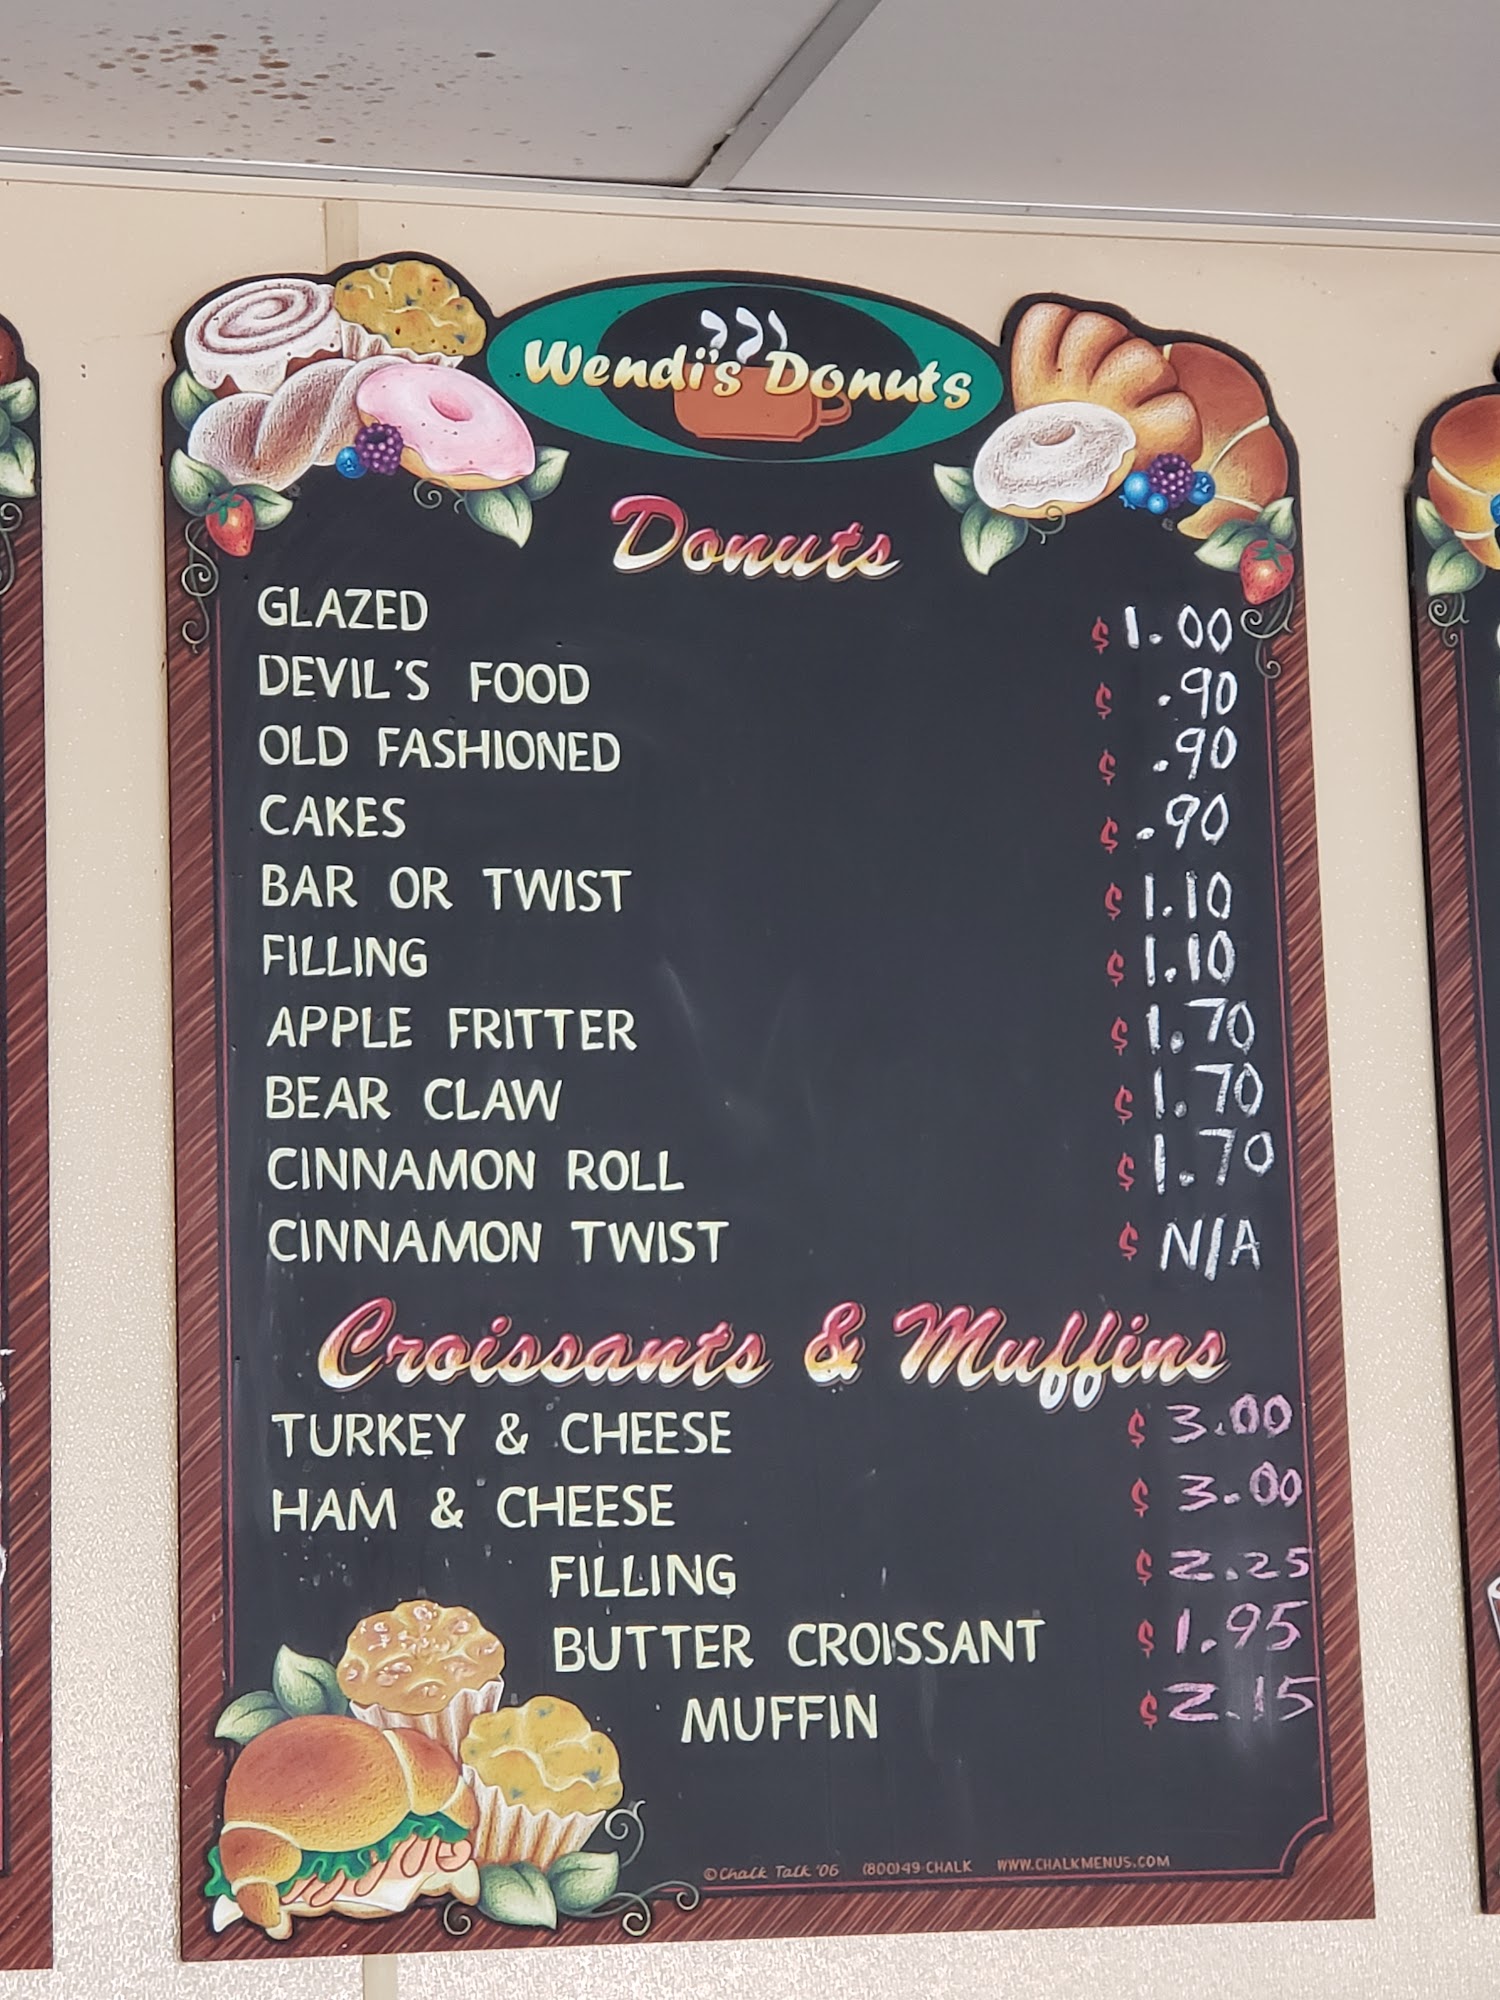 Wendi's Donuts
Donuts
GLAZED $1.00
DEVIL'S FOOD $ .90
OLD FASHIONED $ .90
CAKES $ .90
BAR OR TWIST $ 1.10
FILLING $ 1.10
APPLE FRITTER $ 1.70
BEAR CLAW $ 1.70
CINNAMON ROLL $ 1.70
CINNAMON TWIST $ N/A
Croissants & Muffins
TURKEY & CHEESE $ 3.00
HAM & CHEESE $ 3.00
FILLING $ 2.25
BUTTER CROISSANT $ 1.95
MUFFIN $ 2.15
© Chalk Talk '06 (800)49-CHALK WWW.CHALKMENUS.COM